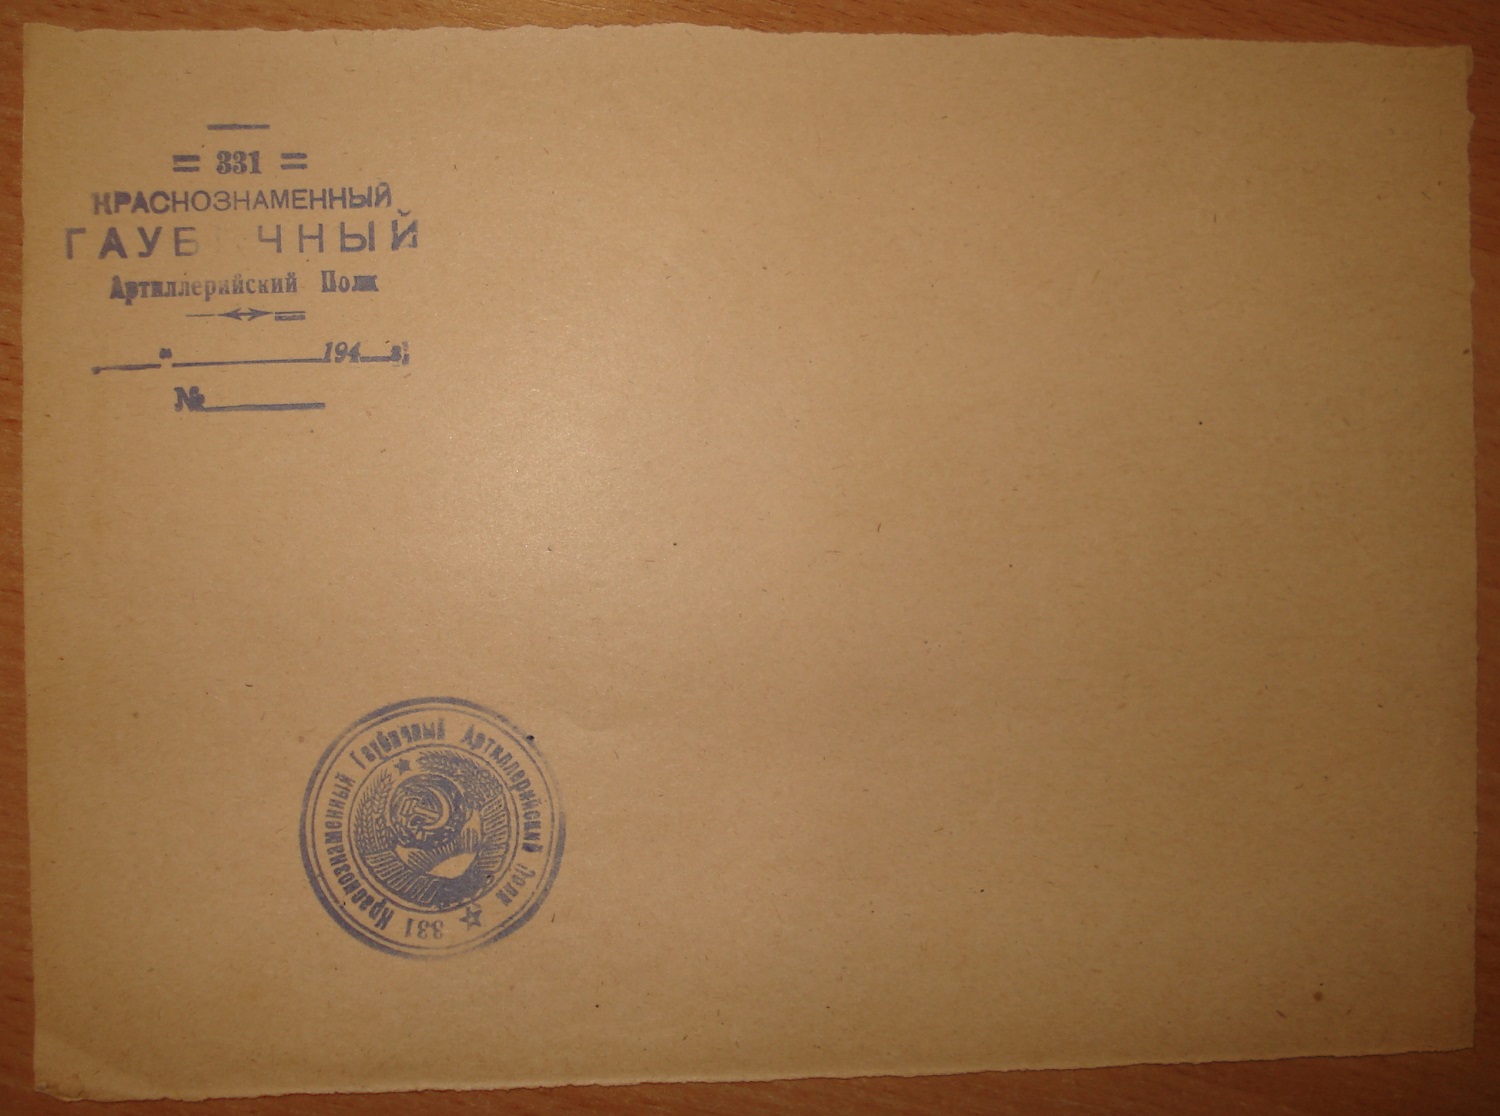 = 331 =
КРАСНОЗНАМЕННЫЙ
ГАУБ ЧНЫЙ
Артиллерийский Полк
„ “ 194 г.
№
331 Краснознаменный Гаубичный Артиллерийский Полк